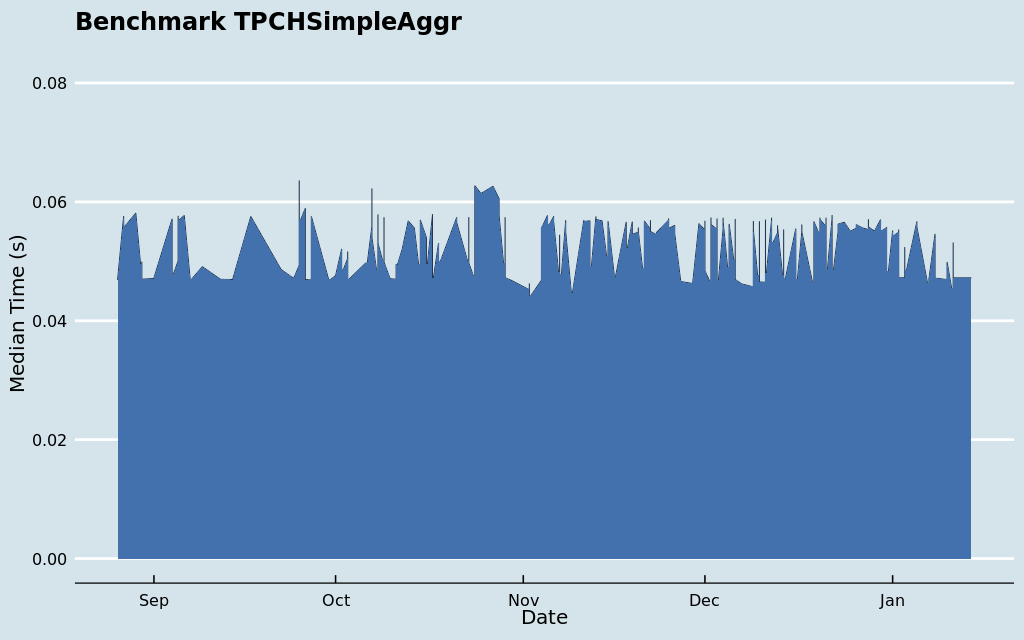 Benchmark TPCHSimpleAggr
0.08
0.06
0.04
0.02
0.00
Median Time (s)
Sep Oct Nov Dec Jan
Date